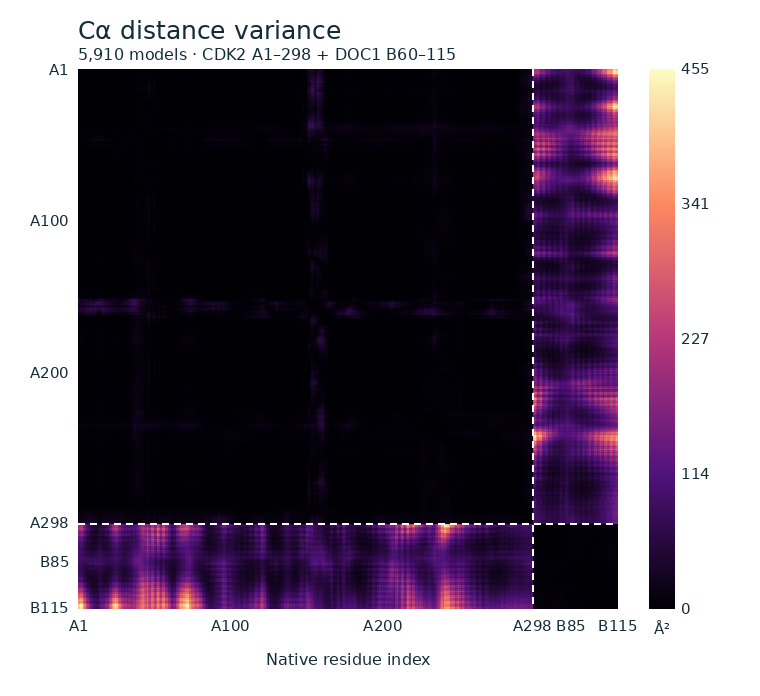 Cα distance variance
5,910 models · CDK2 A1–298 + DOC1 B60–115
A1
A100
A200
A298
B85
B115
A1 A100 A200 A298 B85 B115
Native residue index
455
341
227
114
0
Å²